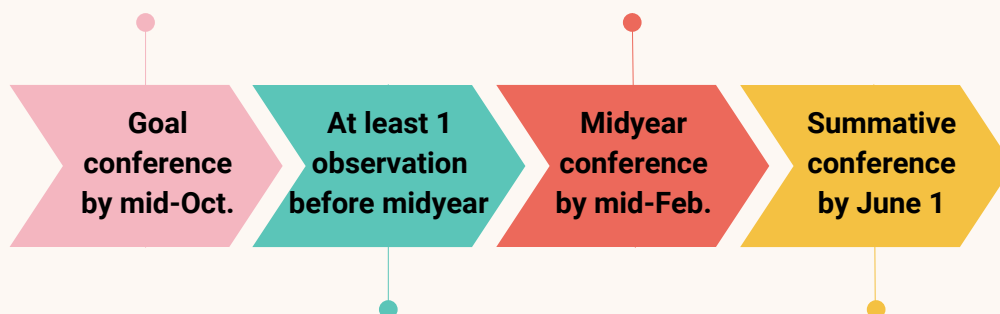 Goal
conference
by mid-Oct.
At least 1
observation
before midyear
Midyear
conference
by mid-Feb.
Summative
conference
by June 1